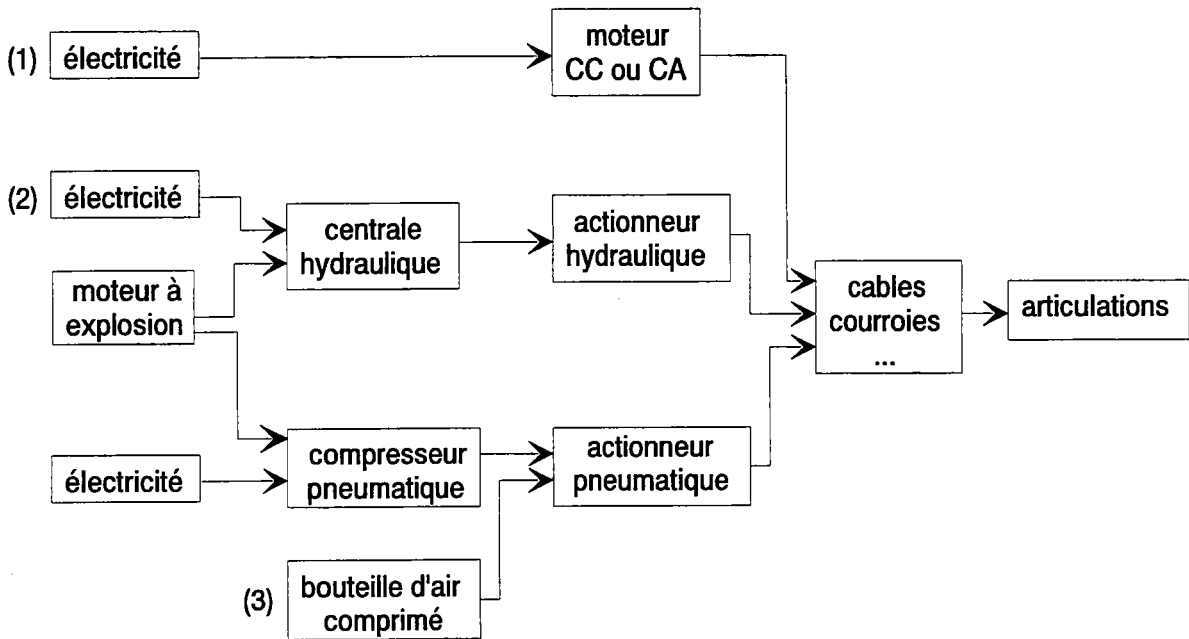 (1) électricité
moteur
CC ou CA
(2) électricité
centrale
hydraulique
actionneur
hydraulique
moteur à
explosion
cables
courroies
...
articulations
électricité
compresseur
pneumatique
actionneur
pneumatique
(3) bouteille d'air
comprimé